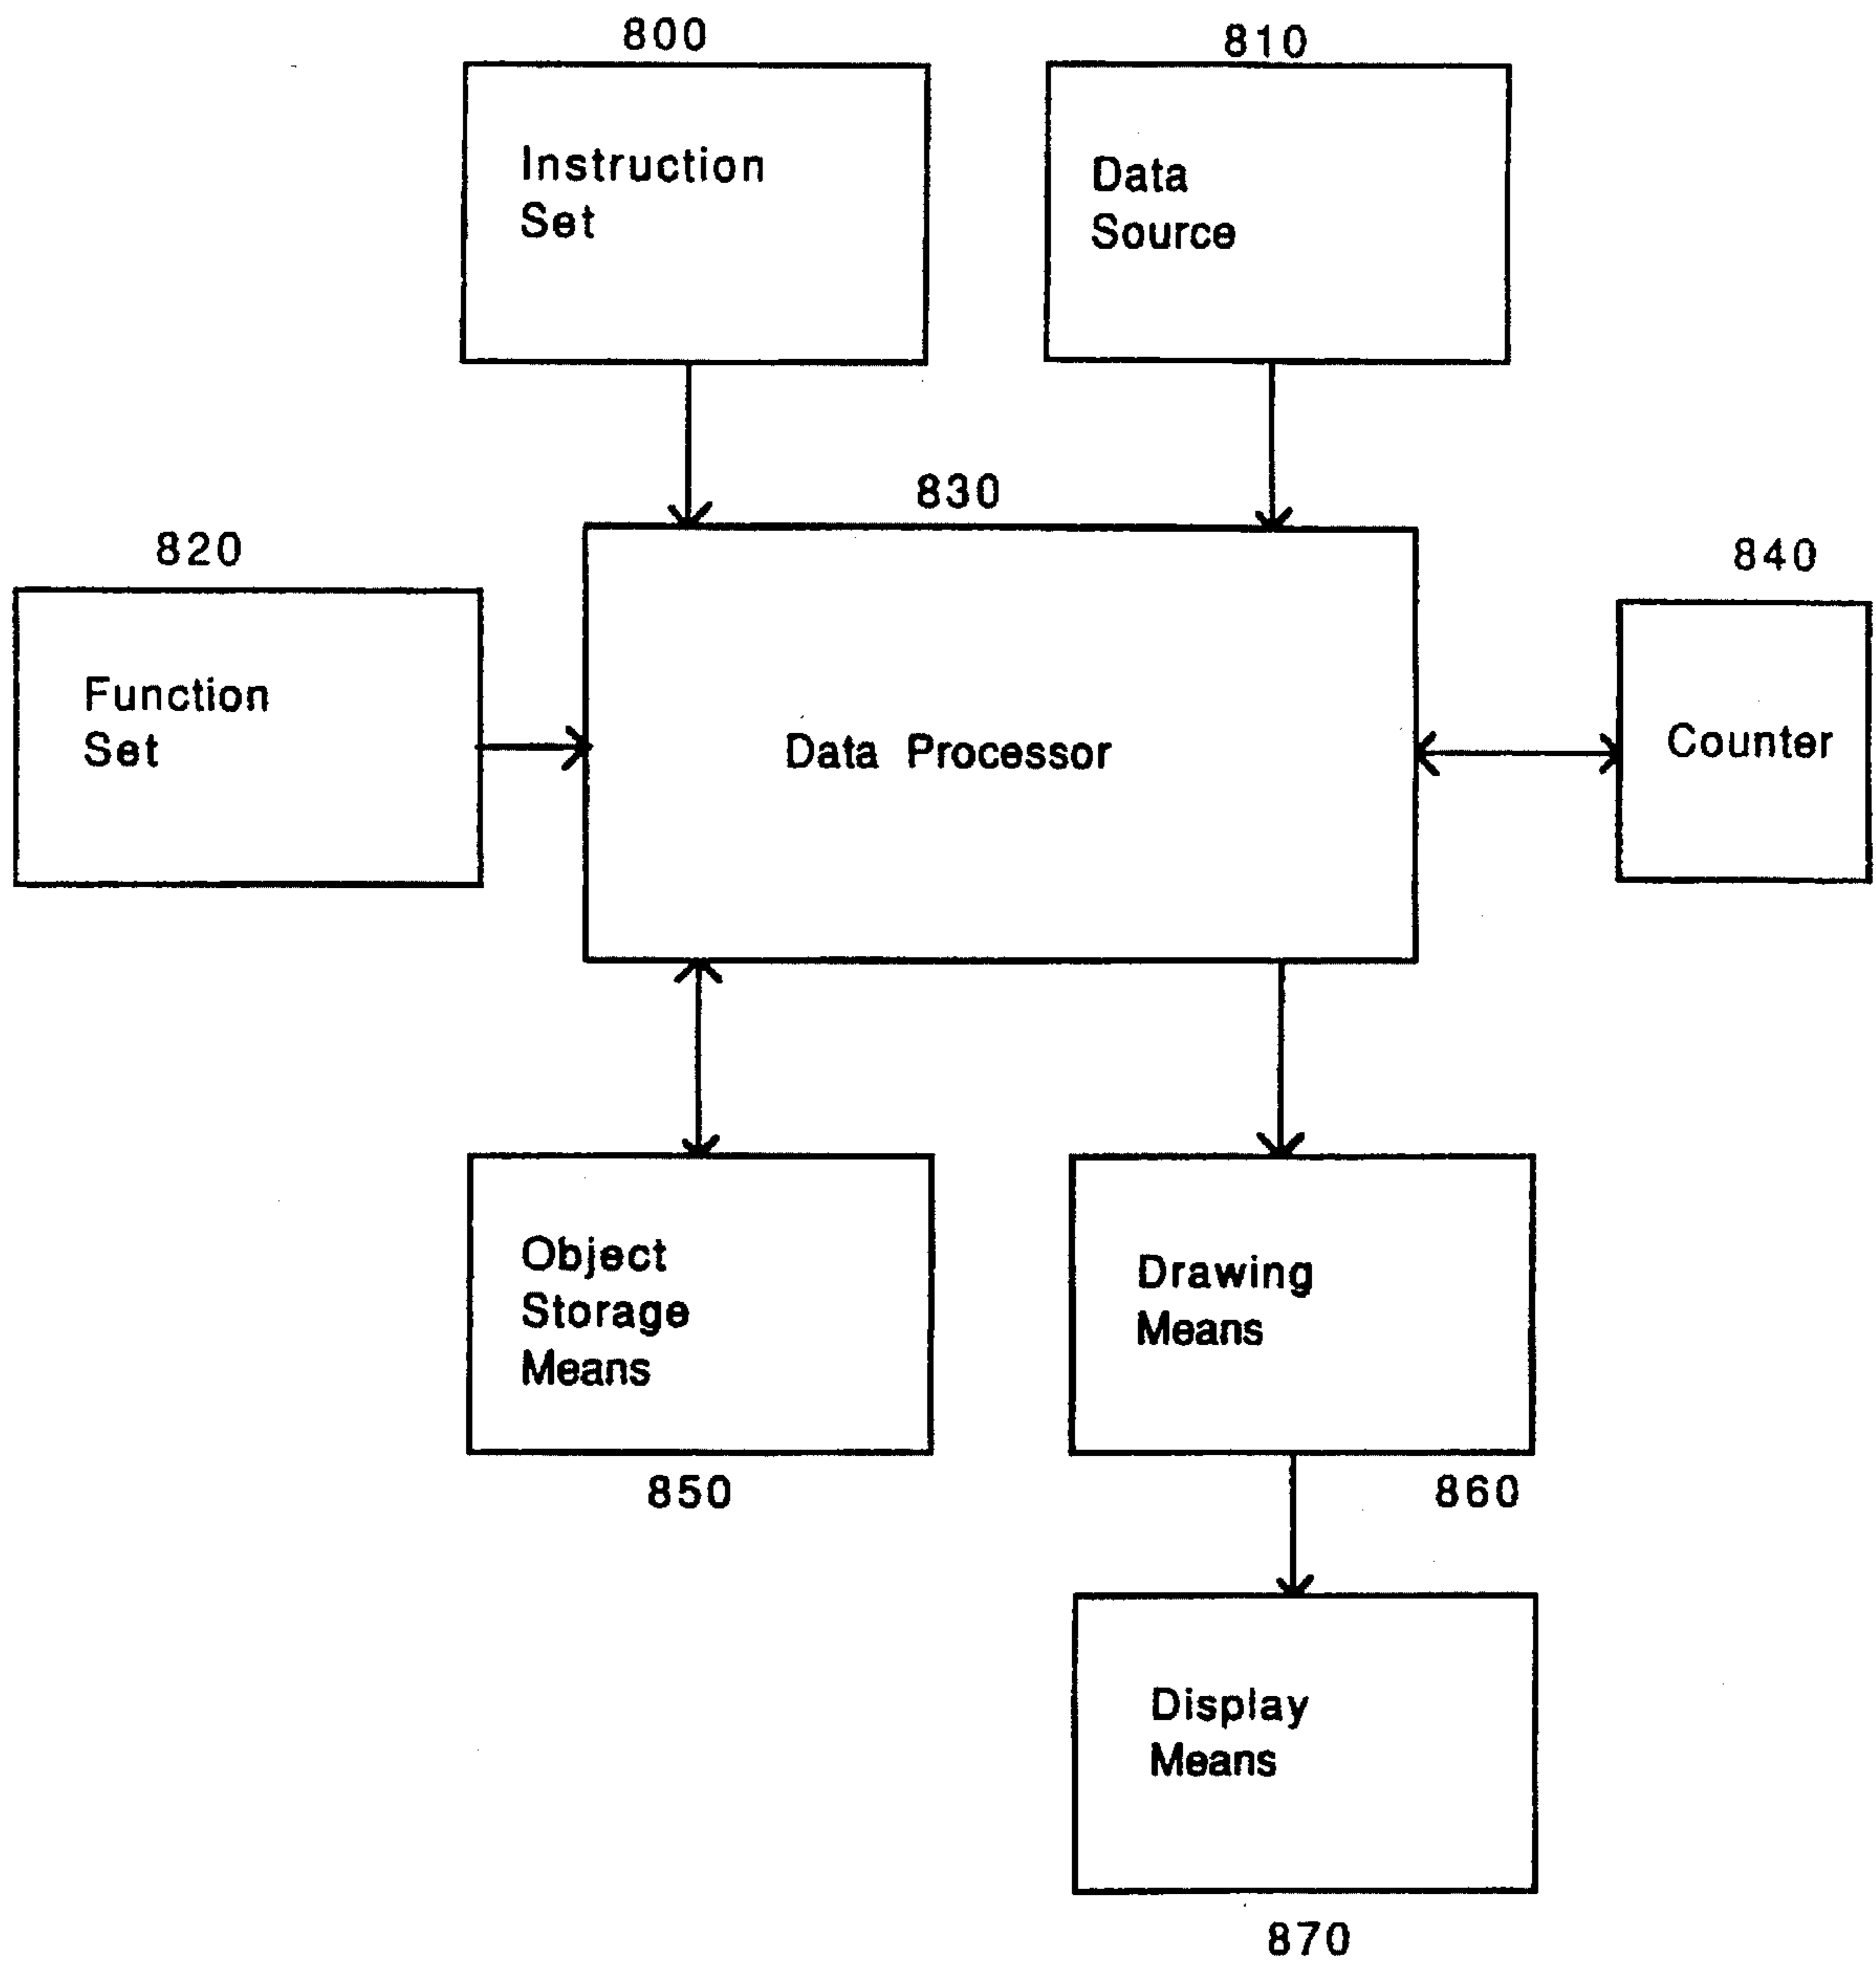 800
Instruction
Set
810
Data
Source
820
Function
Set
830
Data Processor
840
Counter
Object
Storage
Means
850
Drawing
Means
860
Display
Means
870